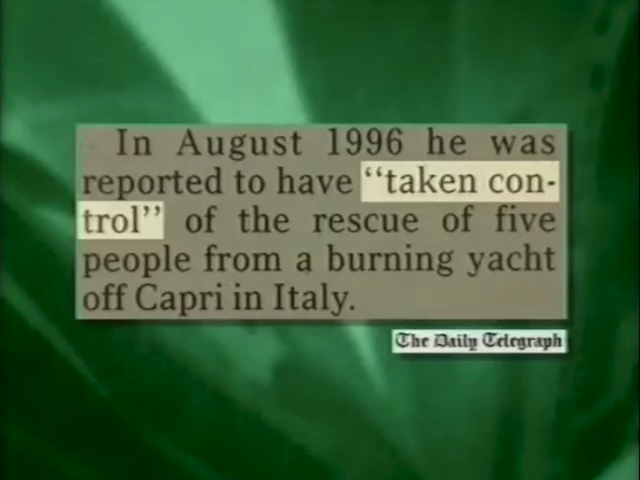 In August 1996 he was
reported to have “taken con-
trol” of the rescue of five
people from a burning yacht
off Capri in Italy.
The Daily Telegraph